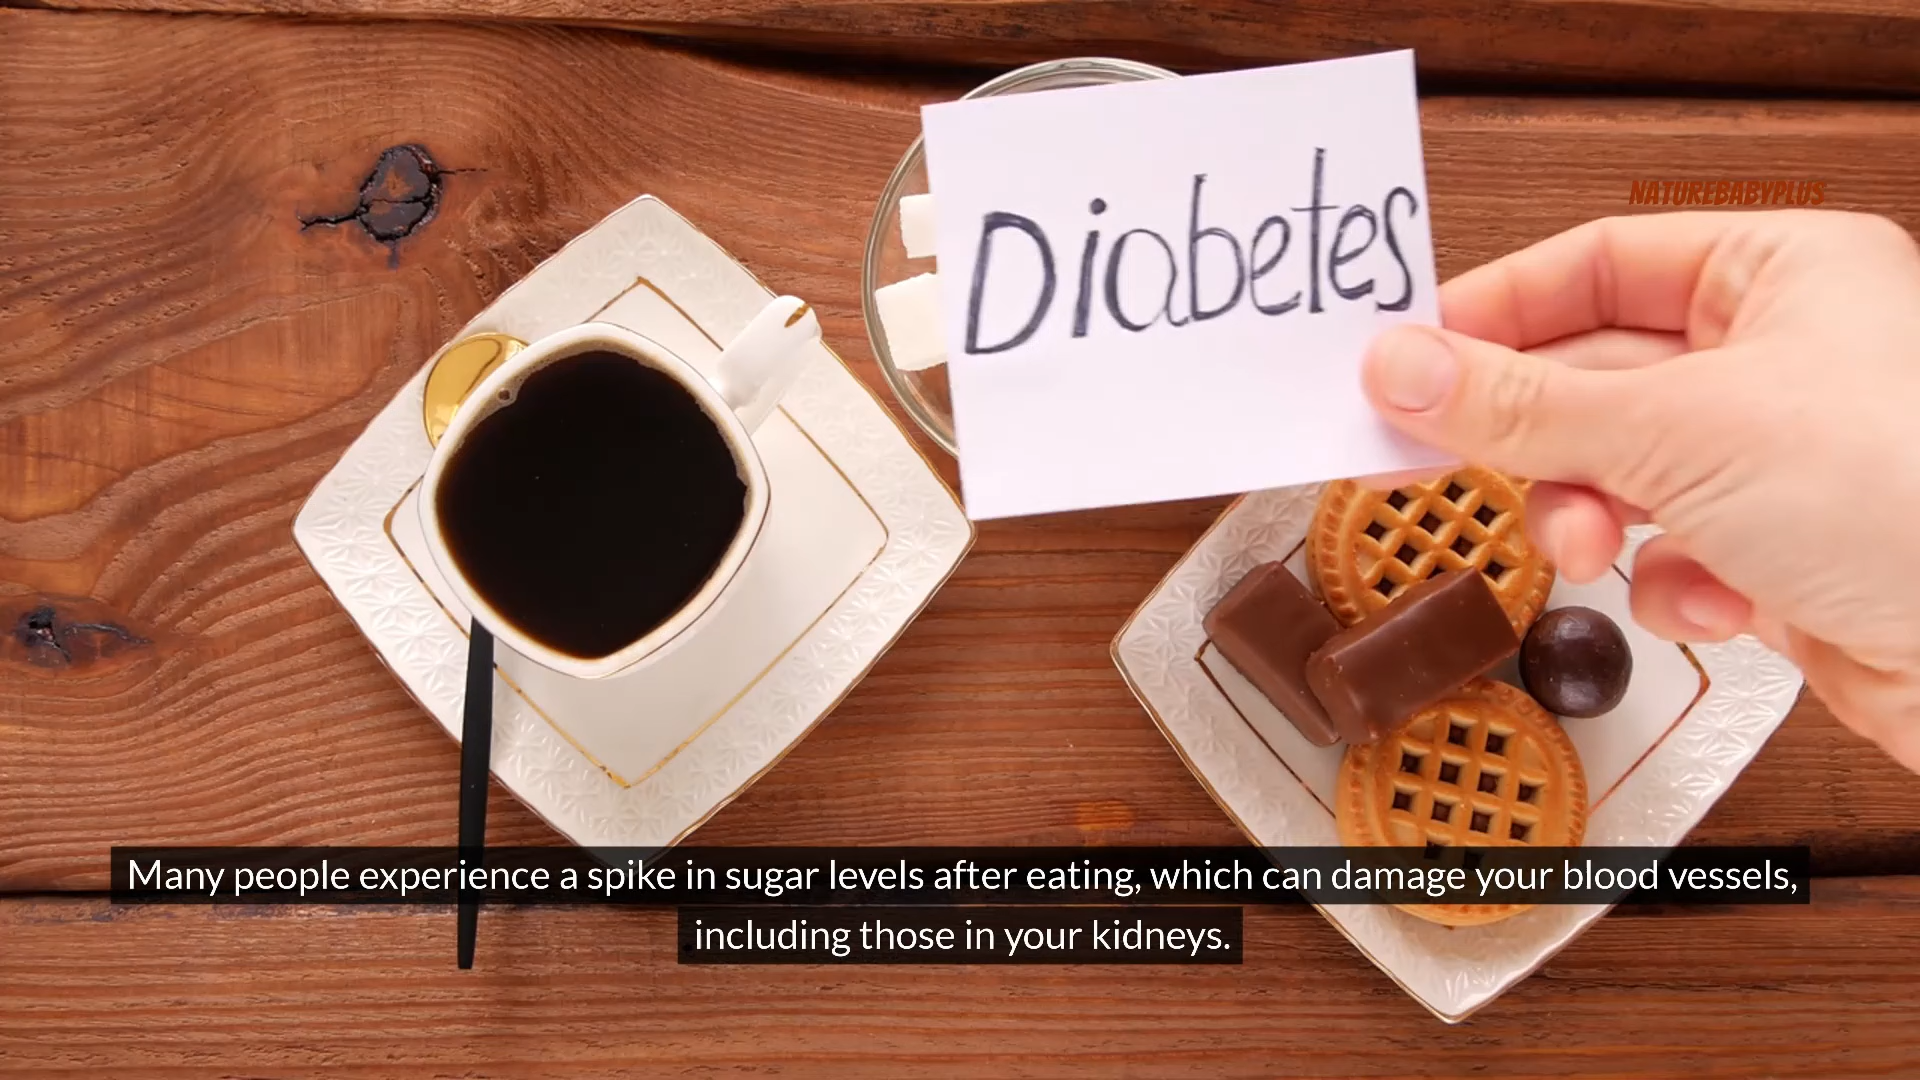 Diabetes
NATUREBABYPLUS
Many people experience a spike in sugar levels after eating, which can damage your blood vessels,
including those in your kidneys.